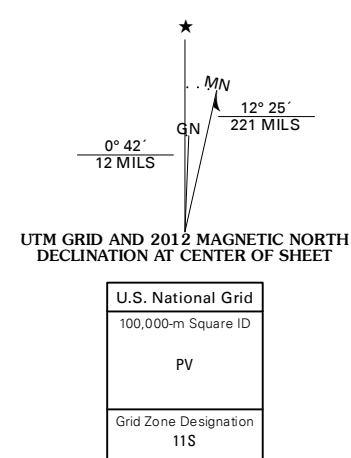 ★
MN
12° 25´
221 MILS
GN
0° 42´
12 MILS
UTM GRID AND 2012 MAGNETIC NORTH
DECLINATION AT CENTER OF SHEET
U.S. National Grid
100,000-m Square ID
PV
Grid Zone Designation
11S